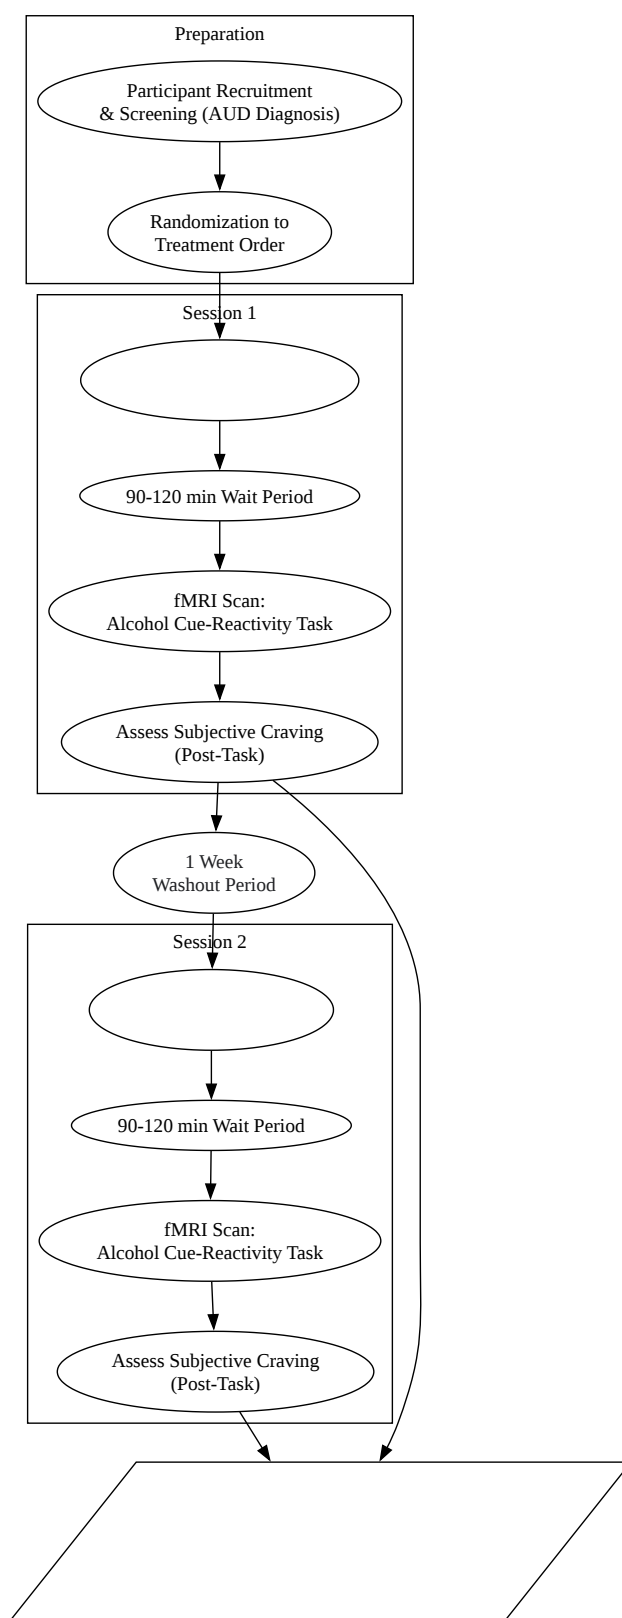 Preparation
Participant Recruitment
& Screening (AUD Diagnosis)
Randomization to
Treatment Order
Session 1
90-120 min Wait Period
fMRI Scan:
Alcohol Cue-Reactivity Task
Assess Subjective Craving
(Post-Task)
1 Week
Washout Period
Session 2
90-120 min Wait Period
fMRI Scan:
Alcohol Cue-Reactivity Task
Assess Subjective Craving
(Post-Task)